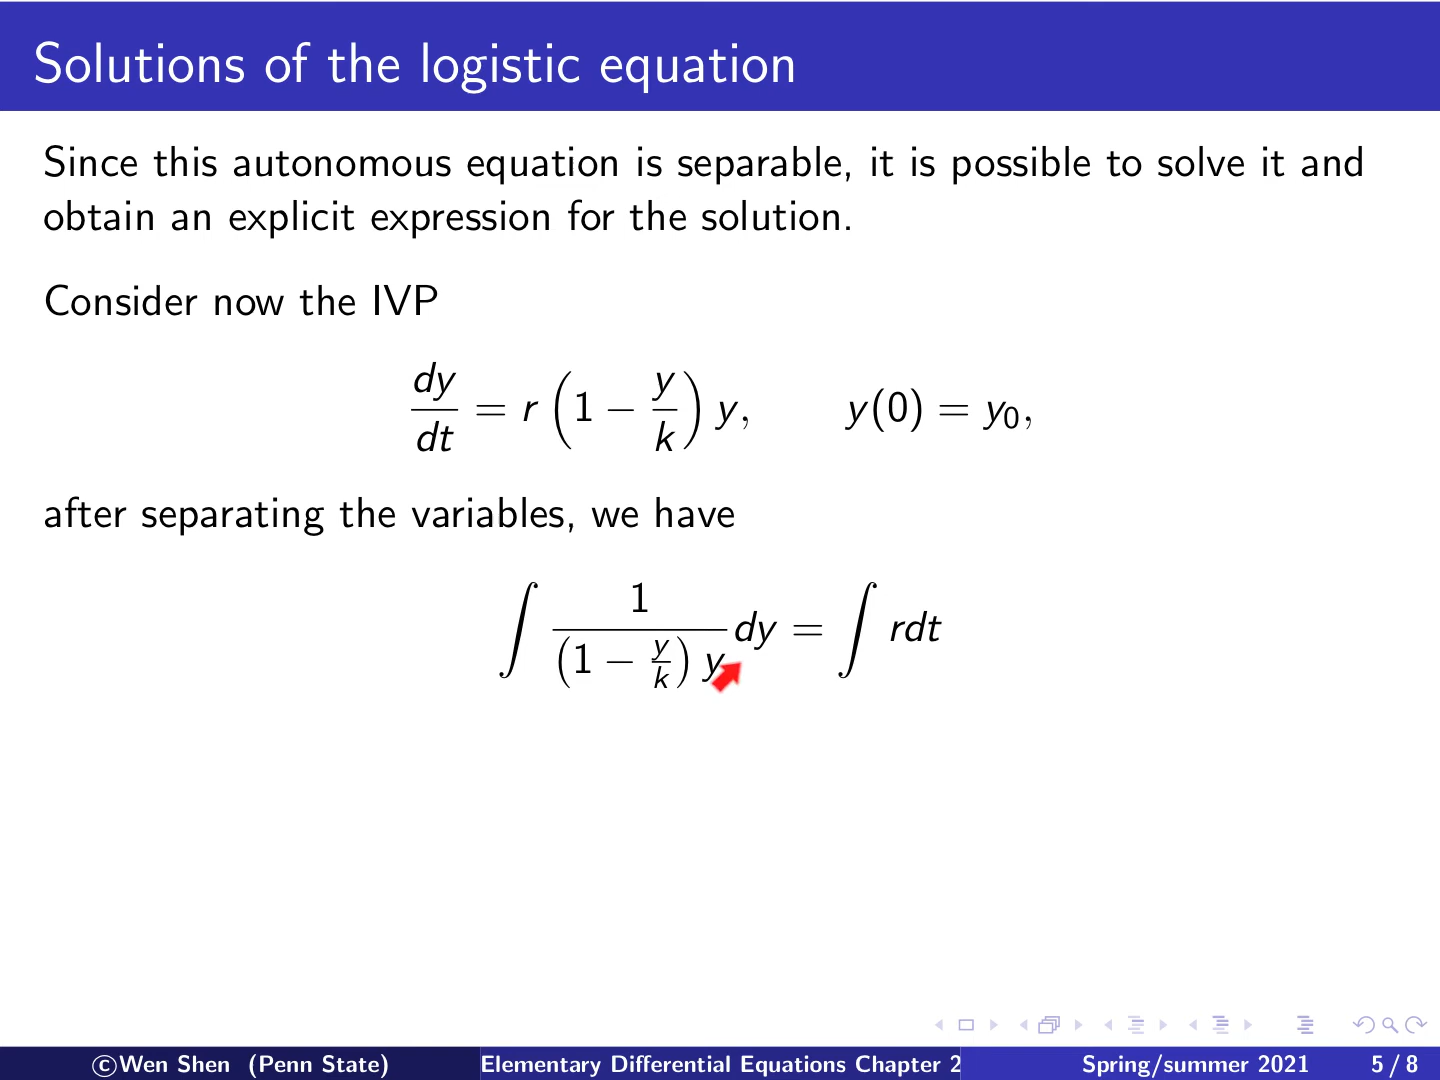 Solutions of the logistic equation
Since this autonomous equation is separable, it is possible to solve it and
obtain an explicit expression for the solution.
Consider now the IVP
dy/dt = r (1 − y/k) y, y(0) = y₀,
after separating the variables, we have
∫ 1/((1 − y/k) y) dy = ∫ rdt
©Wen Shen (Penn State) Elementary Differential Equations Chapter 2 Spring/summer 2021 5 / 8